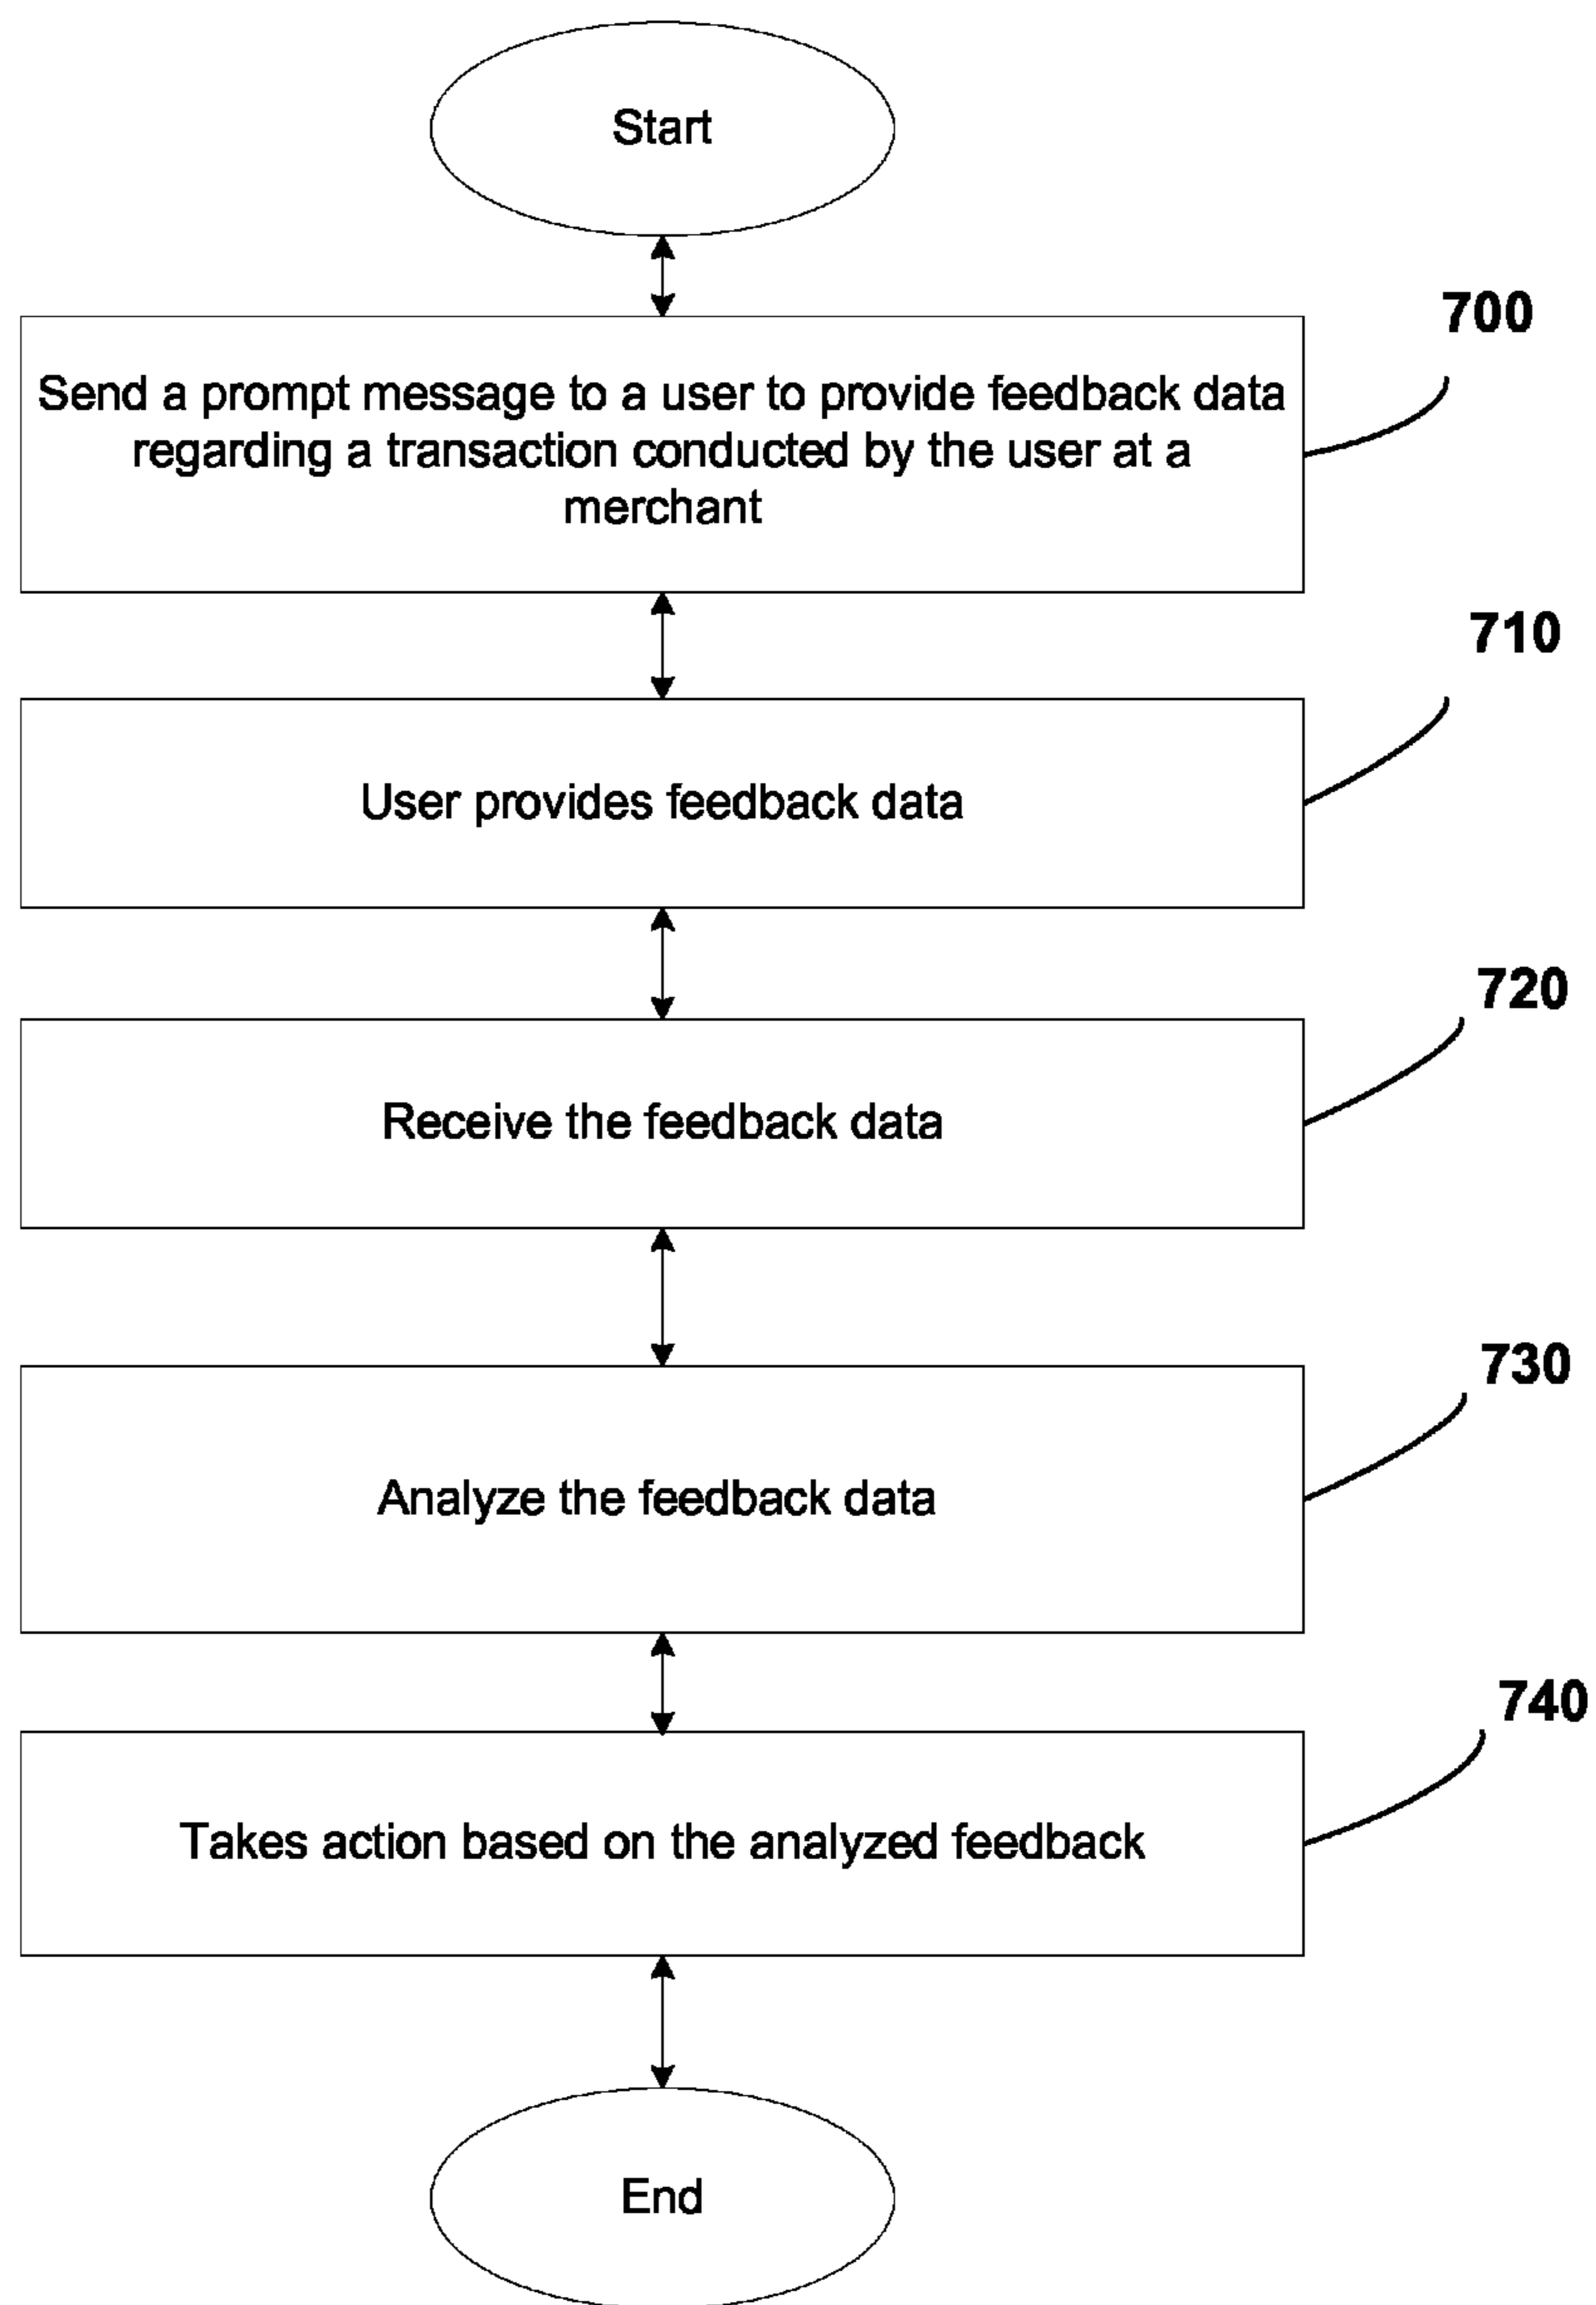 Start
700
Send a prompt message to a user to provide feedback data
regarding a transaction conducted by the user at a
merchant
710
User provides feedback data
720
Receive the feedback data
730
Analyze the feedback data
740
Takes action based on the analyzed feedback
End